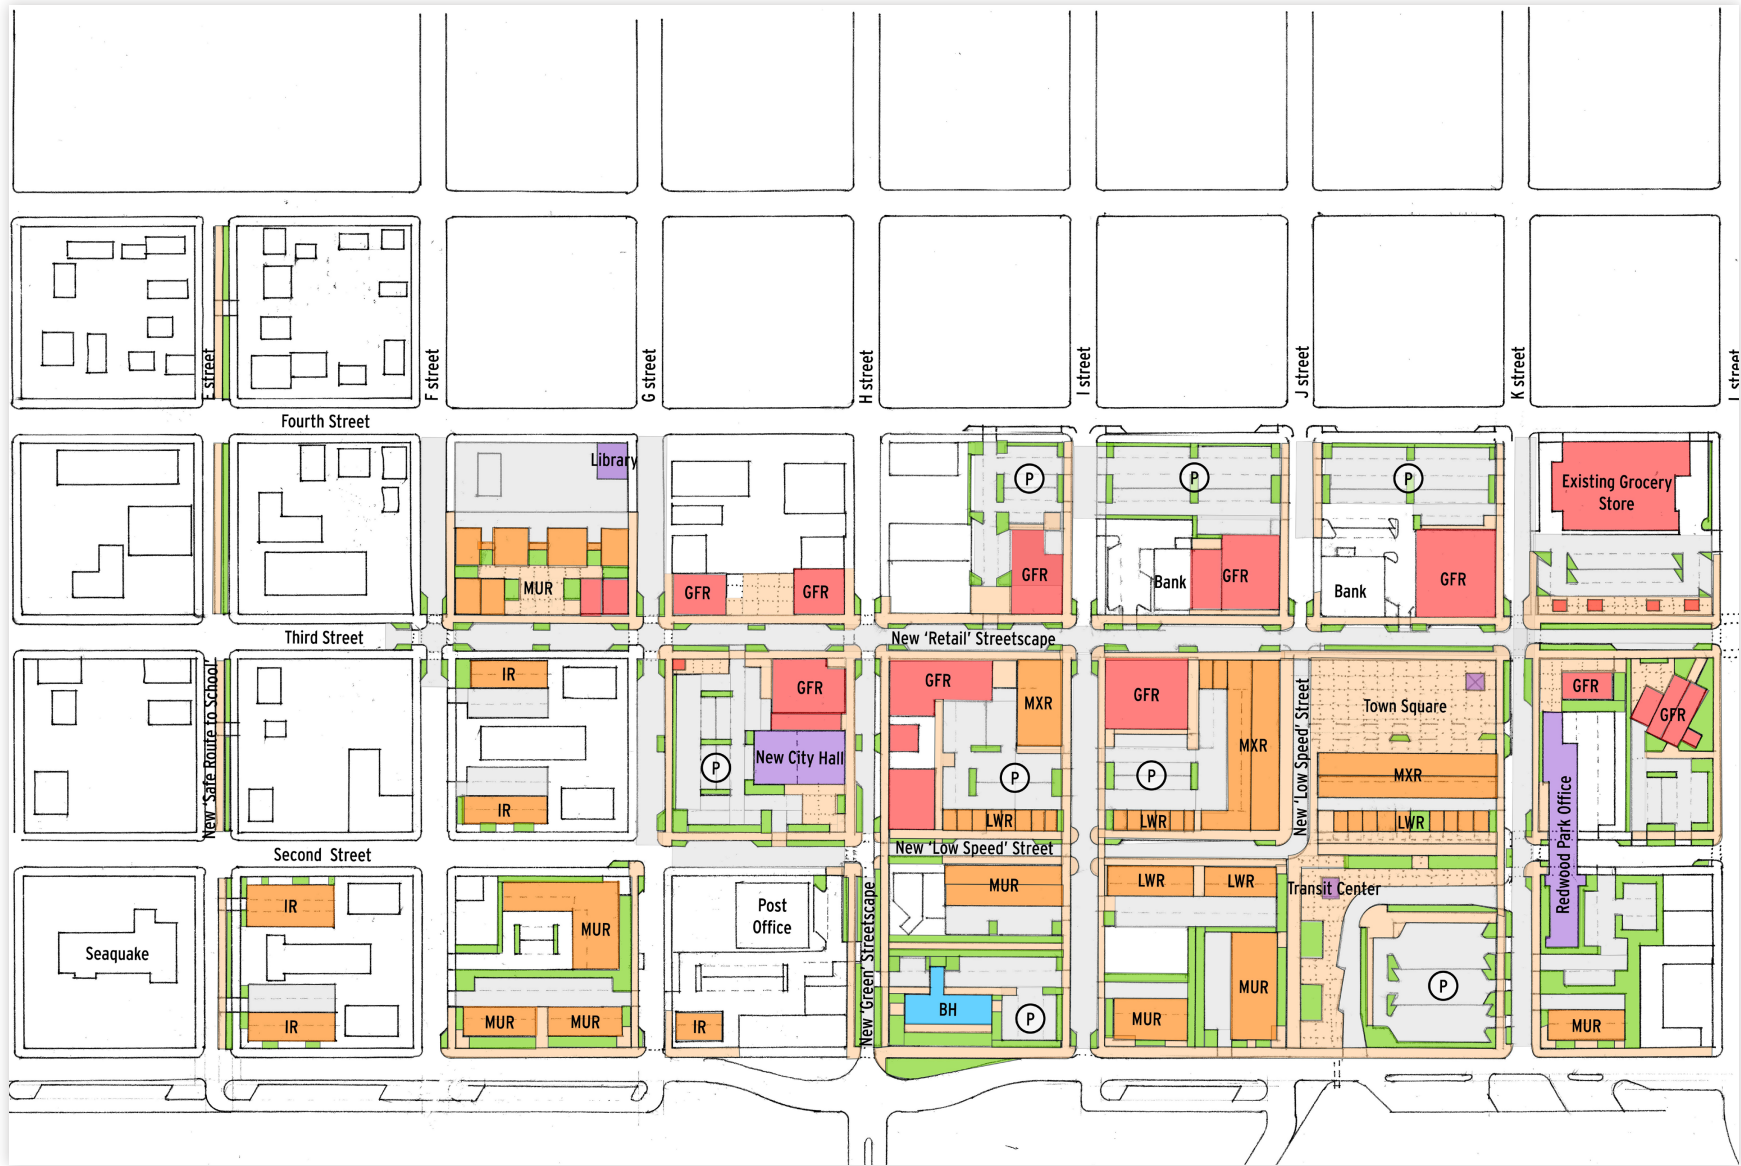 E street
F street
G street
H street
I street
J street
K street
L street
Fourth Street
Library
P
P
P
Existing Grocery
Store
MUR
GFR
GFR
GFR
Bank
GFR
Bank
GFR
Third Street
New ‘Retail’ Streetscape
New ‘Safe Route to School’
IR
IR
GFR
New City Hall
P
GFR
MXR
P
LWR
GFR
MXR
P
LWR
New ‘Low Speed’ Street
Town Square
MXR
LWR
GFR
GFR
Redwood Park Office
Second Street
New ‘Low Speed’ Street
Seaquake
IR
IR
MUR
MUR
MUR
Post
Office
IR
New ‘Green’ Streetscape
MUR
BH
P
LWR
LWR
MUR
MUR
Transit Center
P
MUR